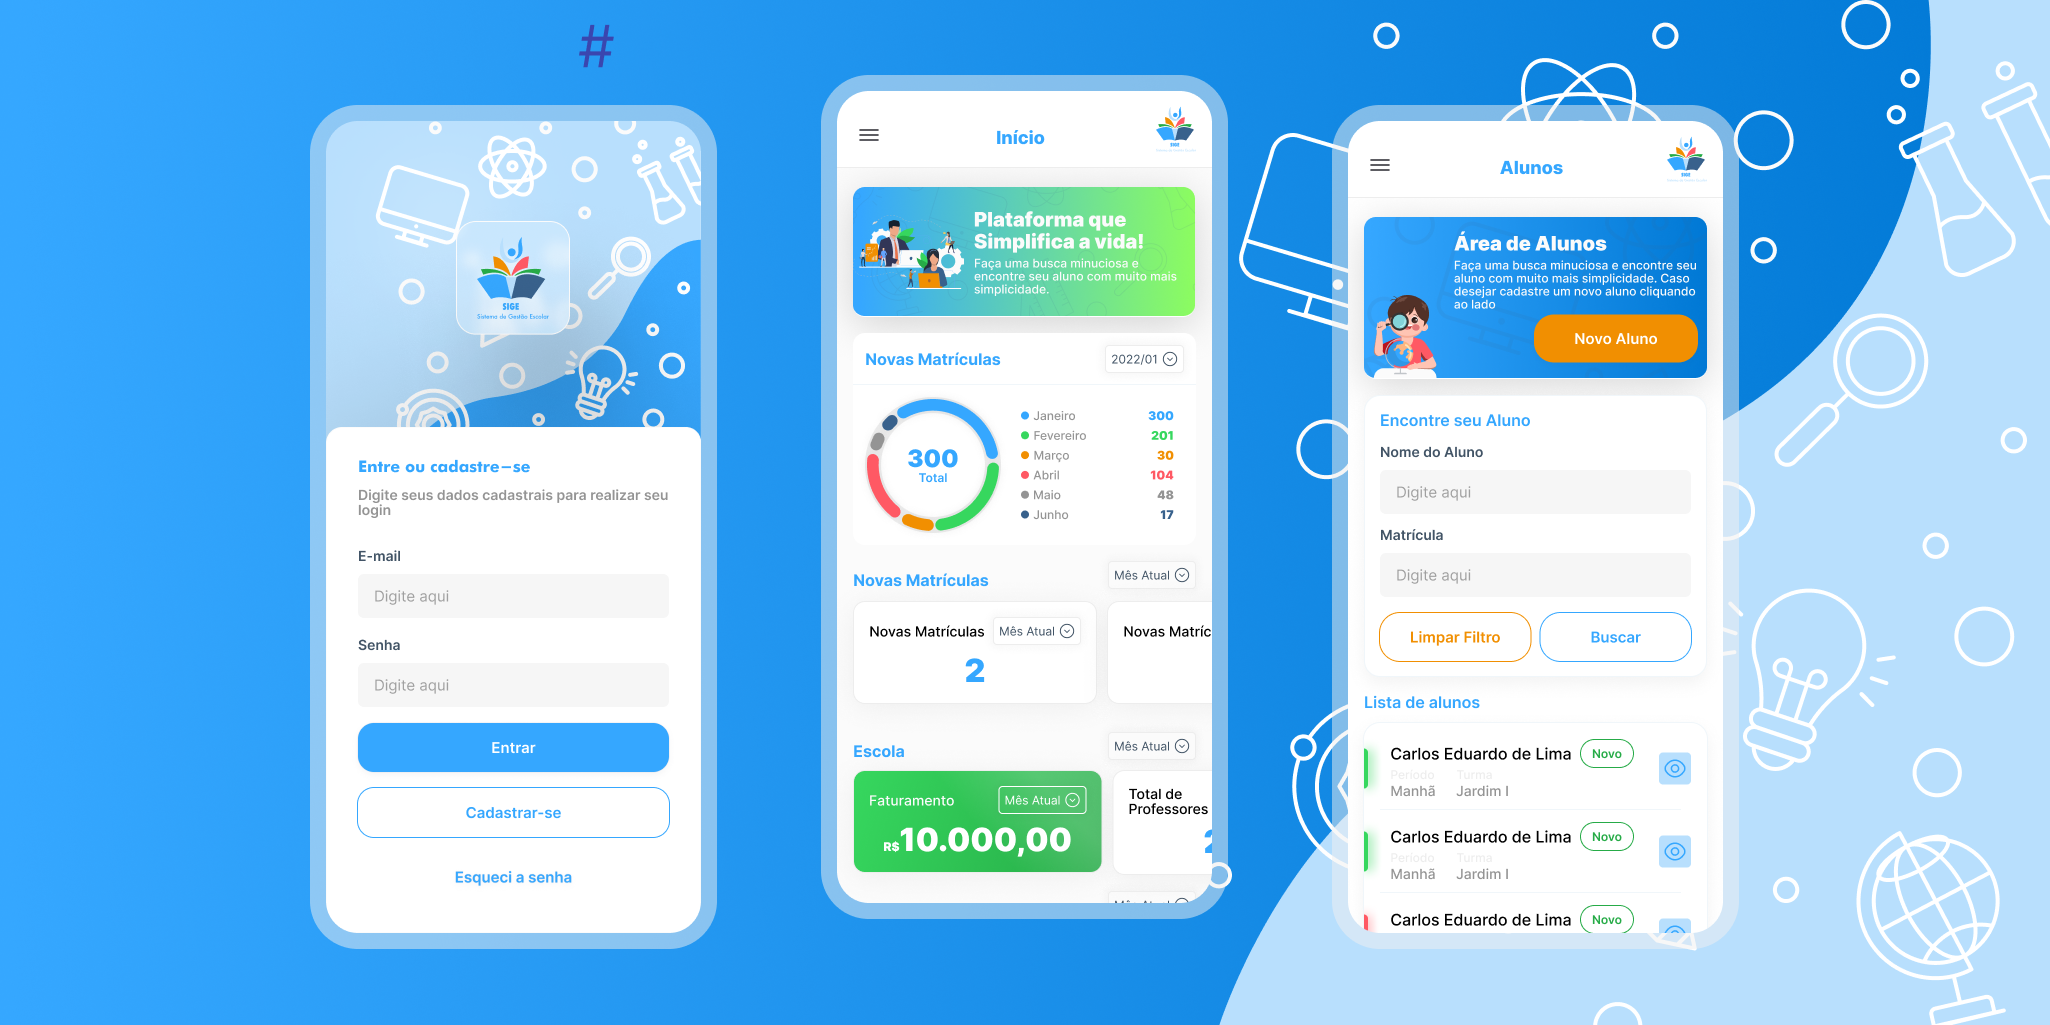 #
SIGE
Sistema de Gestão Escolar
Entre ou cadastre-se
Digite seus dados cadastrais para realizar seu
login
E-mail
Digite aqui
Senha
Digite aqui
Entrar
Cadastrar-se
Esqueci a senha
Início
SIGE
Plataforma que
Simplifica a vida!
Faça uma busca minuciosa e
encontre seu aluno com muito mais
simplicidade.
Novas Matrículas
2022/01
300
Total
Janeiro 300
Fevereiro 201
Março 30
Abril 104
Maio 48
Junho 17
Novas Matrículas
Mês Atual
Novas Matrículas
Mês Atual
2
Novas Matríc
Escola
Mês Atual
Faturamento
Mês Atual
R$10.000,00
Total de
Professores
Alunos
SIGE
Área de Alunos
Faça uma busca minuciosa e encontre seu
aluno com muito mais simplicidade. Caso
desejar cadastre um novo aluno cliquando
ao lado
Novo Aluno
Encontre seu Aluno
Nome do Aluno
Digite aqui
Matrícula
Digite aqui
Limpar Filtro
Buscar
Lista de alunos
Carlos Eduardo de Lima Novo
Período Turma
Manhã Jardim I
Carlos Eduardo de Lima Novo
Período Turma
Manhã Jardim I
Carlos Eduardo de Lima Novo